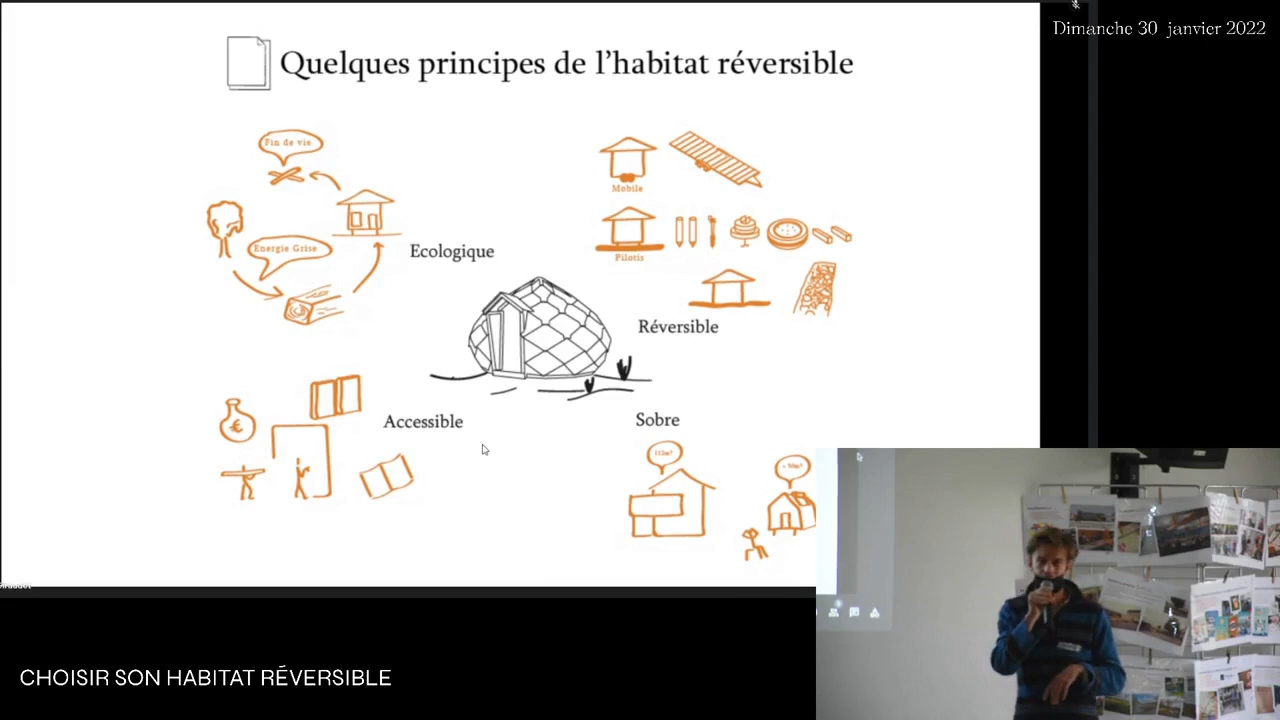 Dimanche 30 janvier 2022
Quelques principes de l'habitat réversible
Fin de vie
Mobile
Energie Grise
Pilotis
Ecologique
Réversible
Accessible
Sobre
€
CHOISIR SON HABITAT RÉVERSIBLE